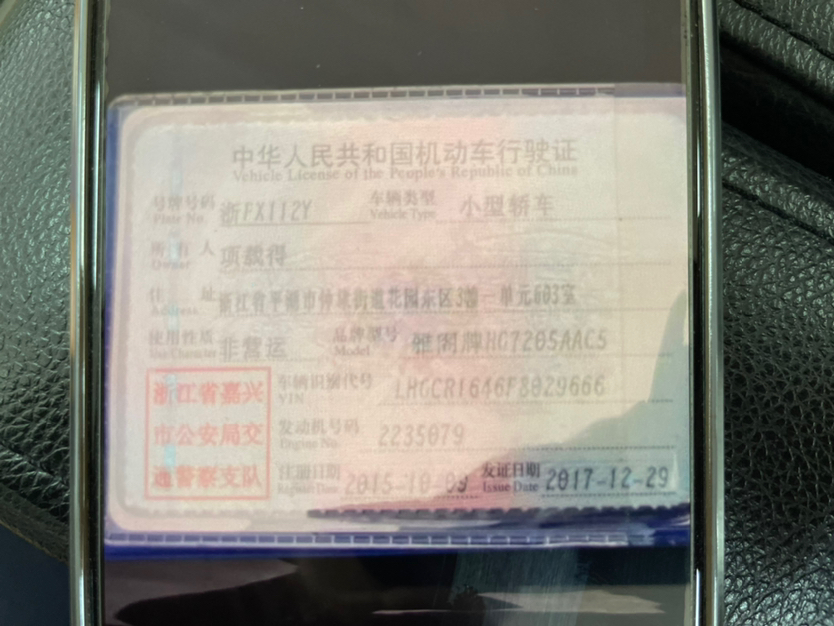 中华人民共和国机动车行驶证
Vehicle License of the People's Republic of China
号牌号码 浙FX112Y 车辆类型 小型轿车
Plate No. Vehicle Type
所有人 项载得
Owner
住址 浙江省平湖市钟埭街道花园东区3幢一单元603室
Address
使用性质 非营运 品牌型号 雅阁牌HG7205AAC5
Use Character Model
浙江省嘉兴
市公安局交
通警察支队
车辆识别代号 LHGCR1646F8029666
VIN
发动机号码 2235079
Engine No.
注册日期 2015-10-09 发证日期 2017-12-29
Register Date Issue Date